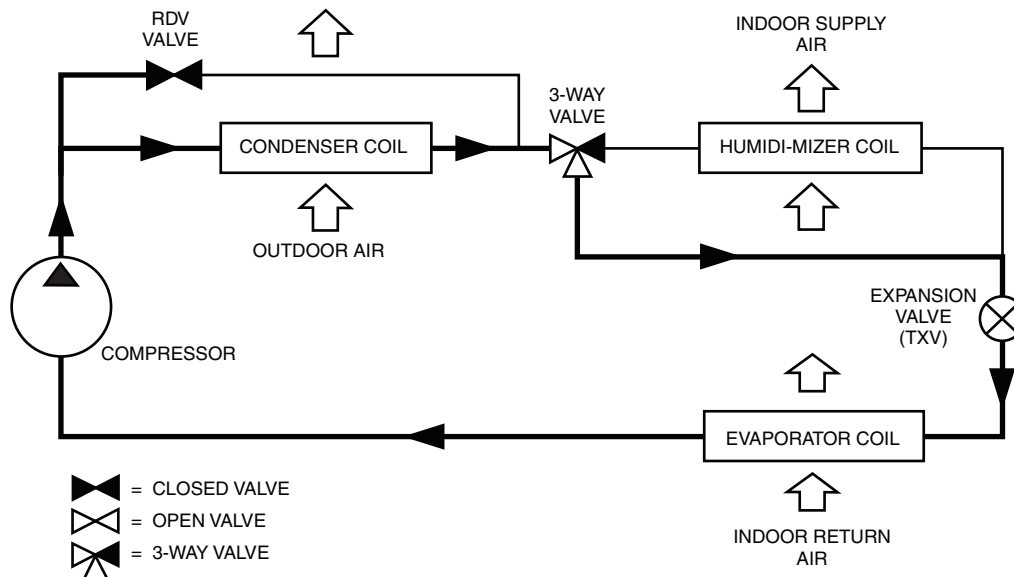 RDV
VALVE
INDOOR SUPPLY
AIR
3-WAY
VALVE
CONDENSER COIL
HUMIDI-MIZER COIL
OUTDOOR AIR
EXPANSION
VALVE
(TXV)
COMPRESSOR
EVAPORATOR COIL
INDOOR RETURN
AIR
= CLOSED VALVE
= OPEN VALVE
= 3-WAY VALVE